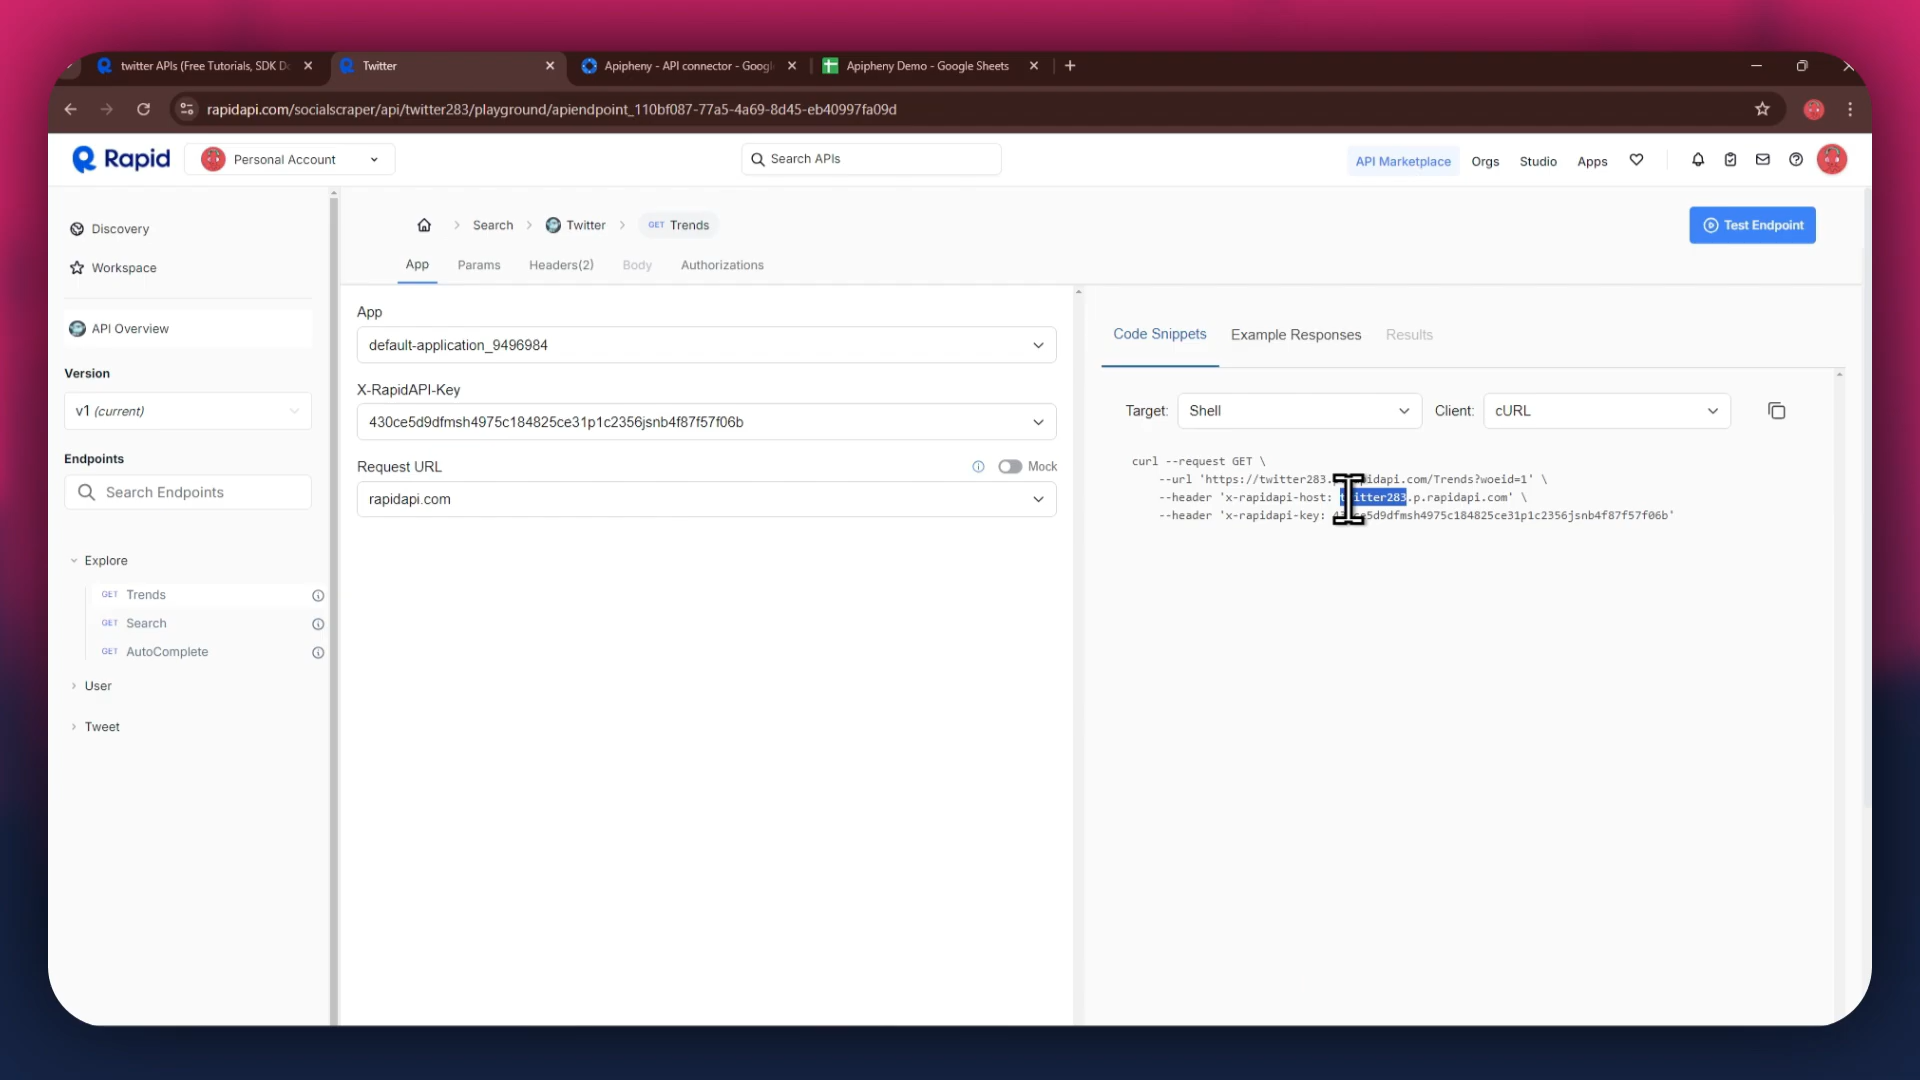 twitter APIs (Free Tutorials, SDK D
Twitter
Apipheny - API connector - Googl
Apipheny Demo - Google Sheets
rapidapi.com/socialscraper/api/twitter283/playground/apiendpoint_110bf087-77a5-4a69-8d45-eb40997fa09d
Rapid
Personal Account
Search APIs
API Marketplace
Orgs
Studio
Apps
Discovery
Workspace
API Overview
Version
v1 (current)
Endpoints
Search Endpoints
Explore
GET Trends
GET Search
GET AutoComplete
User
Tweet
Search
Twitter
GET Trends
Test Endpoint
App
Params
Headers(2)
Body
Authorizations
App
default-application_9496984
X-RapidAPI-Key
430ce5d9dfmsh4975c184825ce31p1c2356jsnb4f87f57f06b
Request URL
Mock
rapidapi.com
Code Snippets
Example Responses
Results
Target:
Shell
Client:
cURL
curl --request GET \
--url 'https://twitter283.p.rapidapi.com/Trends?woeid=1' \
--header 'x-rapidapi-host: twitter283.p.rapidapi.com' \
--header 'x-rapidapi-key: 430ce5d9dfmsh4975c184825ce31p1c2356jsnb4f87f57f06b'